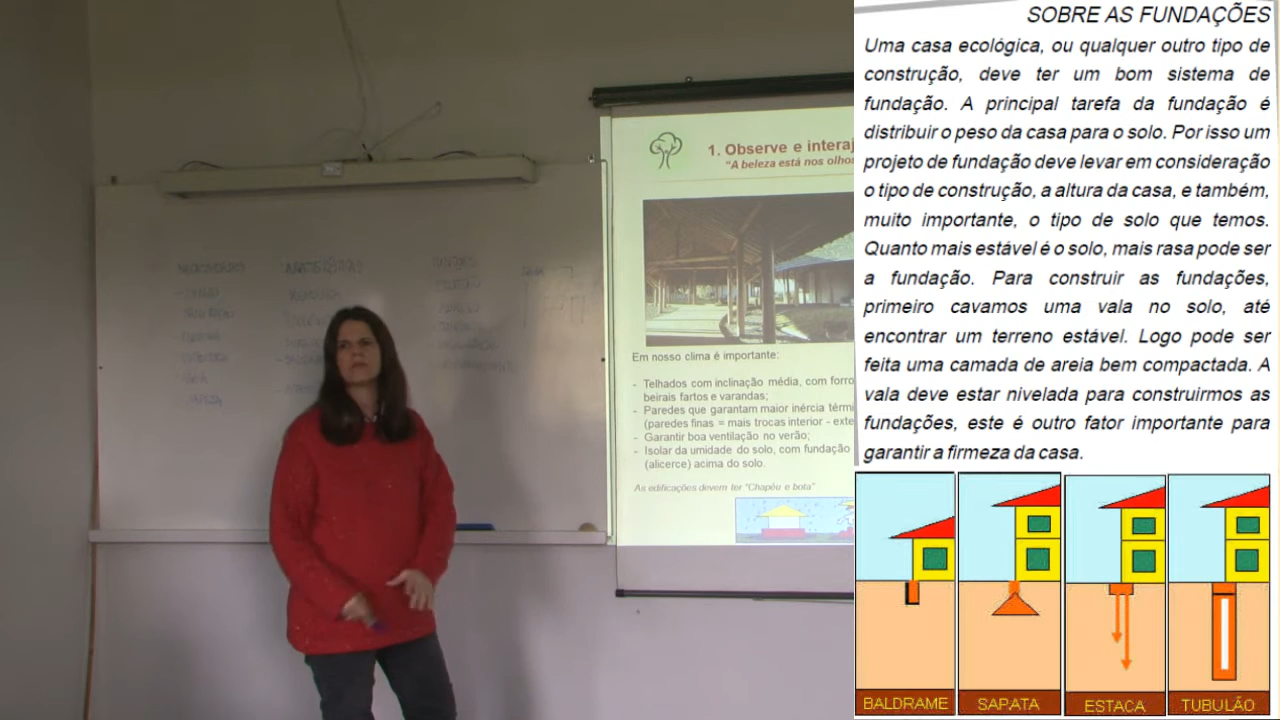 1. Observe e interaj
"A beleza está nos olho
Em nosso clima é importante:
- Telhados com inclinação média, com forro
beirais fartos e varandas;
- Paredes que garantam maior inércia térmi
(paredes finas = mais trocas interior - exte
- Garantir boa ventilação no verão;
- Isolar da umidade do solo, com fundação
(alicerce) acima do solo.
As edificações devem ter "Chapéu e bota"
SOBRE AS FUNDAÇÕES
Uma casa ecológica, ou qualquer outro tipo de
construção, deve ter um bom sistema de
fundação. A principal tarefa da fundação é
distribuir o peso da casa para o solo. Por isso um
projeto de fundação deve levar em consideração
o tipo de construção, a altura da casa, e também,
muito importante, o tipo de solo que temos.
Quanto mais estável é o solo, mais rasa pode ser
a fundação. Para construir as fundações,
primeiro cavamos uma vala no solo, até
encontrar um terreno estável. Logo pode ser
feita uma camada de areia bem compactada. A
vala deve estar nivelada para construirmos as
fundações, este é outro fator importante para
garantir a firmeza da casa.
BALDRAME SAPATA ESTACA TUBULÃO